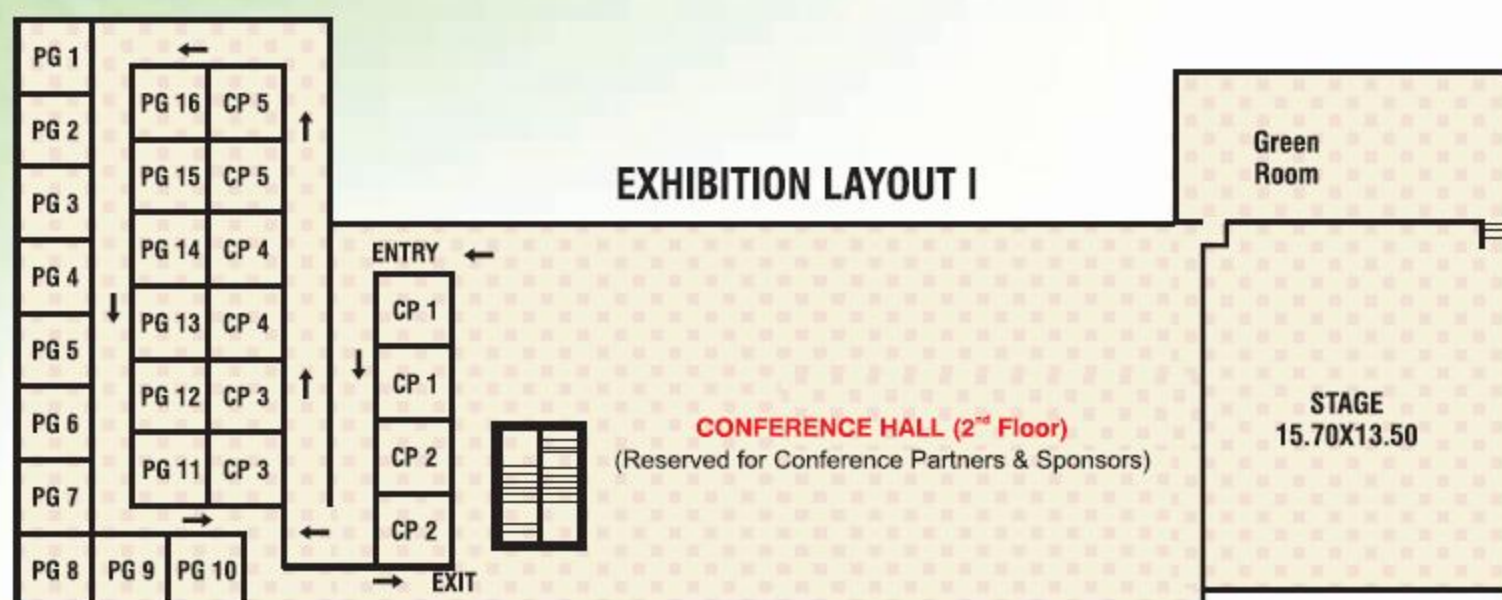 EXHIBITION LAYOUT I
PG 1
PG 2
PG 3
PG 4
PG 5
PG 6
PG 7
PG 8
PG 9
PG 10
PG 16
CP 5
PG 15
CP 5
PG 14
CP 4
PG 13
CP 4
PG 12
CP 3
PG 11
CP 3
ENTRY
CP 1
CP 1
CP 2
CP 2
EXIT
CONFERENCE HALL (2nd Floor)
(Reserved for Conference Partners & Sponsors)
Green
Room
STAGE
15.70X13.50